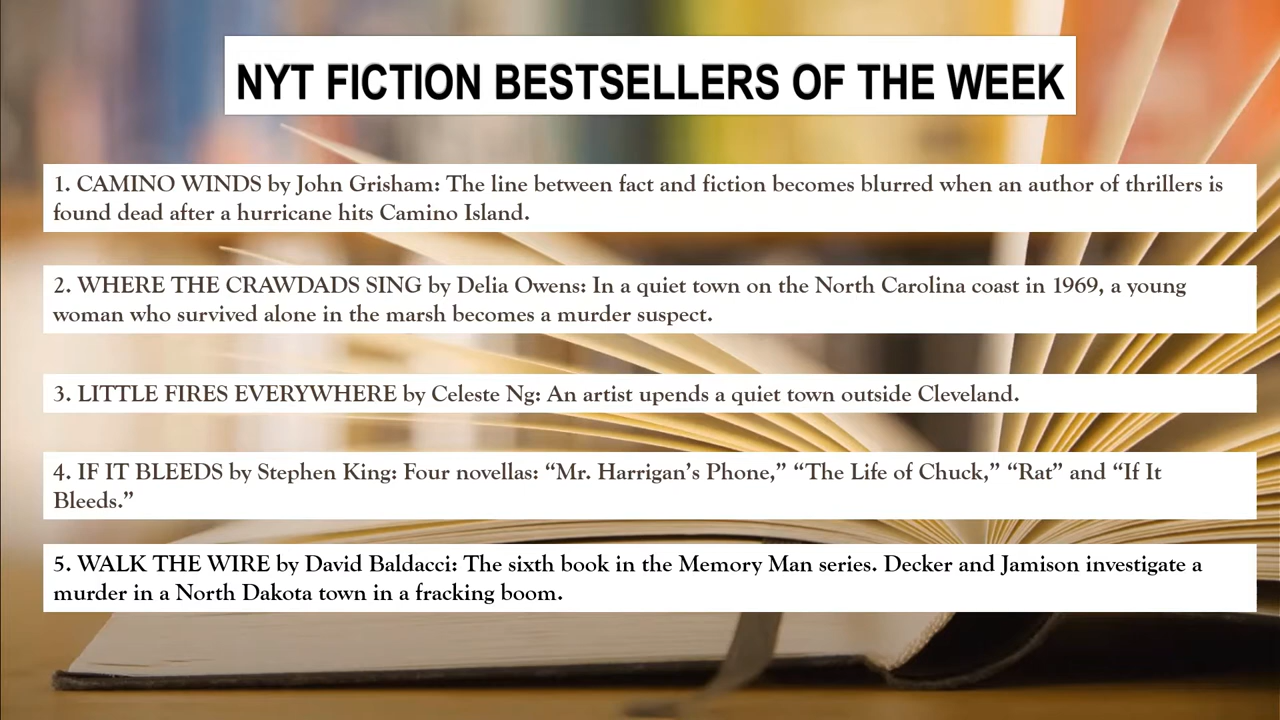 NYT FICTION BESTSELLERS OF THE WEEK
1. CAMINO WINDS by John Grisham: The line between fact and fiction becomes blurred when an author of thrillers is
found dead after a hurricane hits Camino Island.
2. WHERE THE CRAWDADS SING by Delia Owens: In a quiet town on the North Carolina coast in 1969, a young
woman who survived alone in the marsh becomes a murder suspect.
3. LITTLE FIRES EVERYWHERE by Celeste Ng: An artist upends a quiet town outside Cleveland.
4. IF IT BLEEDS by Stephen King: Four novellas: “Mr. Harrigan’s Phone,” “The Life of Chuck,” “Rat” and “If It
Bleeds.”
5. WALK THE WIRE by David Baldacci: The sixth book in the Memory Man series. Decker and Jamison investigate a
murder in a North Dakota town in a fracking boom.